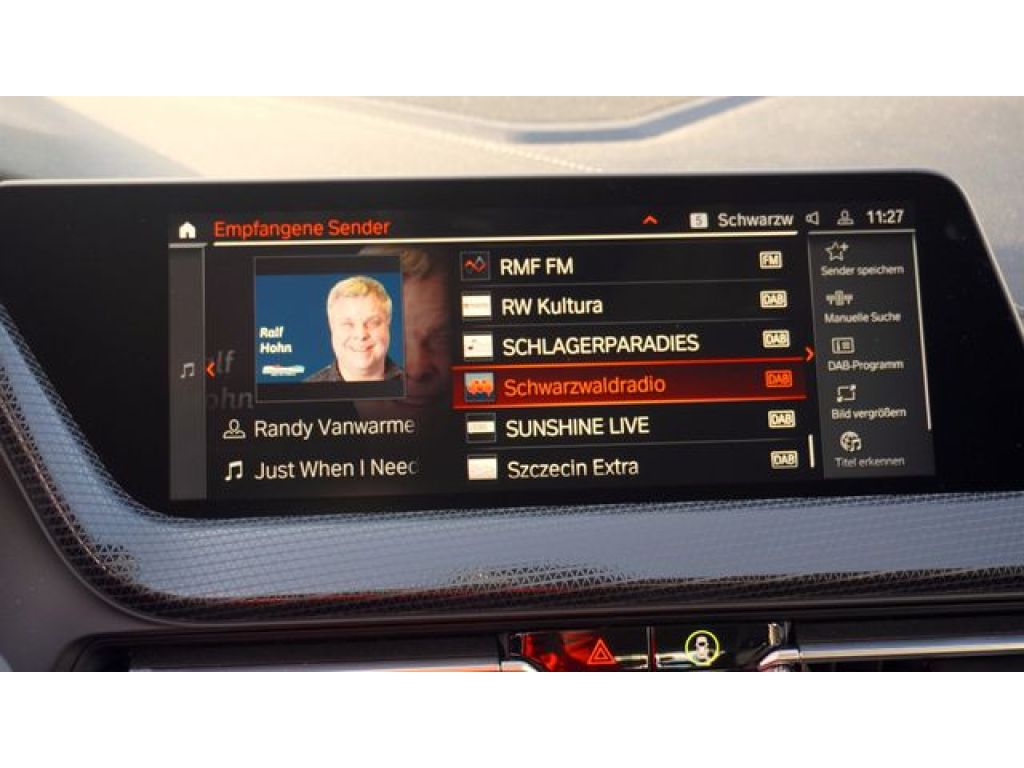 Empfangene Sender
5 Schwarzw 11:27
Ralf
Hohn
Randy Vanwarme
Just When I Neec
RMF FM FM
RW Kultura DAB
SCHLAGERPARADIES DAB
Schwarzwaldradio DAB
SUNSHINE LIVE DAB
Szczecin Extra DAB
Sender speichern
Manuelle Suche
DAB-Programm
Bild vergrößern
Titel erkennen